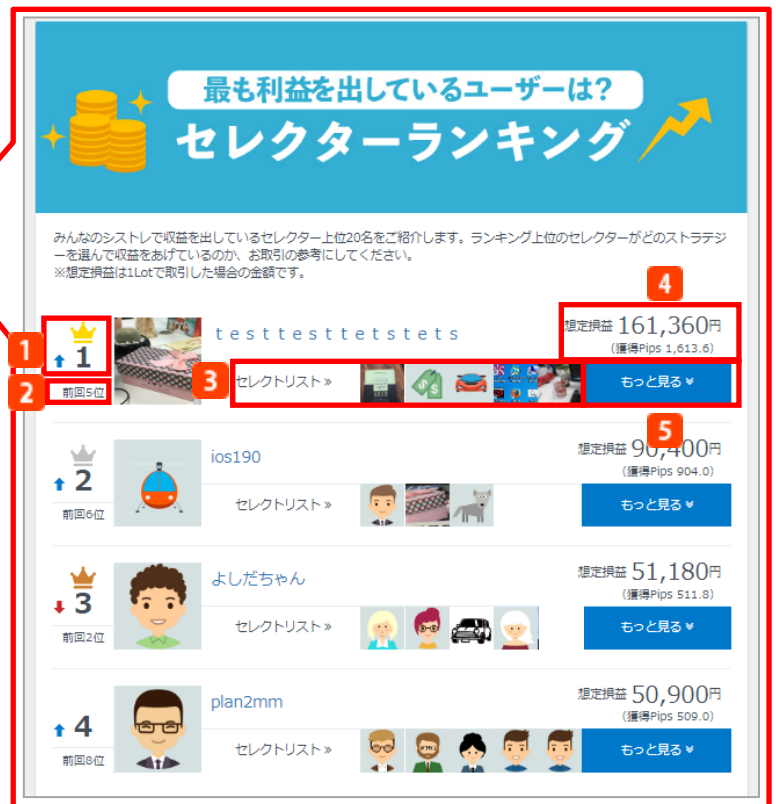 最も利益を出しているユーザーは?
セレクターランキング
みんなのシストレで収益を出しているセレクター上位20名をご紹介します。ランキング上位のセレクターがどのストラテジ
ーを選んで収益をあげているのか、お取引の参考にしてください。
※想定損益は1Lotで取引した場合の金額です。
4
1
1
前回5位
2
testtesttetstets
想定損益 161,360円
(獲得Pips 1,613.6)
3
セレクトリスト»
もっと見る
5
2
前回6位
ios190
想定損益 90,400円
(獲得Pips 904.0)
セレクトリスト»
もっと見る
3
前回2位
よしだちゃん
想定損益 51,180円
(獲得Pips 511.8)
セレクトリスト»
もっと見る
4
前回8位
plan2mm
想定損益 50,900円
(獲得Pips 509.0)
セレクトリスト»
もっと見る